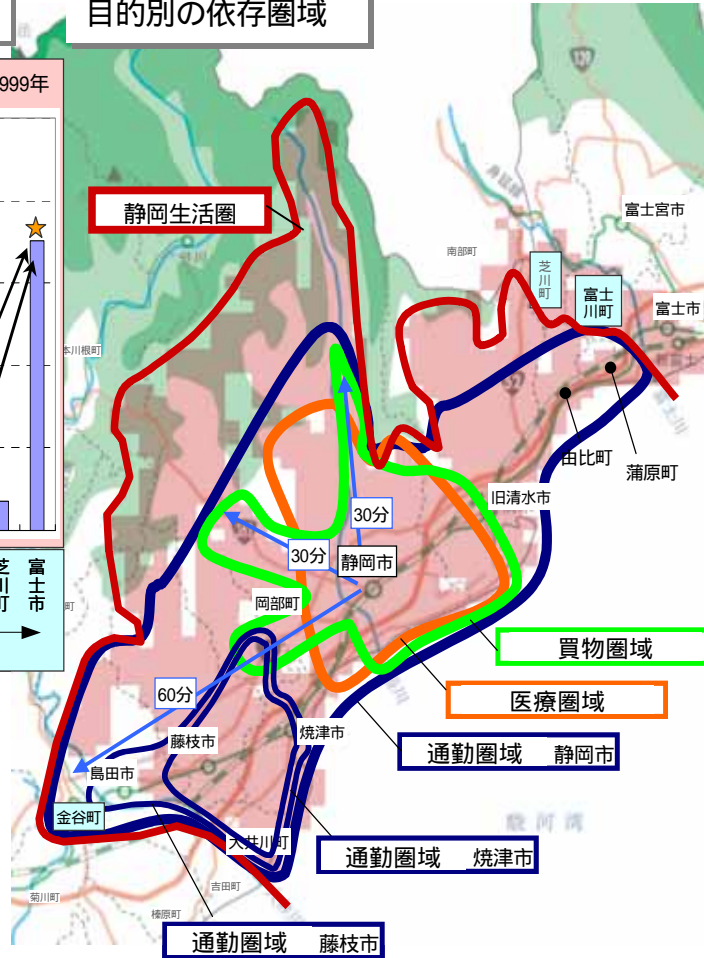 目的別の依存圏域
999年
静岡生活圏
富士宮市
南部町
芝川町
富士川町
富士市
本川根町
由比町
蒲原町
旧清水市
30分
30分
静岡市
芝川町
富士市
岡部町
買物圏域
60分
医療圏域
藤枝市
焼津市
通勤圏域 静岡市
島田市
金谷町
駿河湾
大井川町
通勤圏域 焼津市
吉田町
菊川町
榛原町
通勤圏域 藤枝市